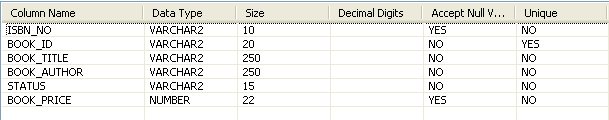 Column Name Data Type Size Decimal Digits Accept Null V... Unique
ISBN_NO VARCHAR2 10 YES NO
BOOK_ID VARCHAR2 20 NO YES
BOOK_TITLE VARCHAR2 250 NO NO
BOOK_AUTHOR VARCHAR2 250 NO NO
STATUS VARCHAR2 15 NO NO
BOOK_PRICE NUMBER 22 YES NO